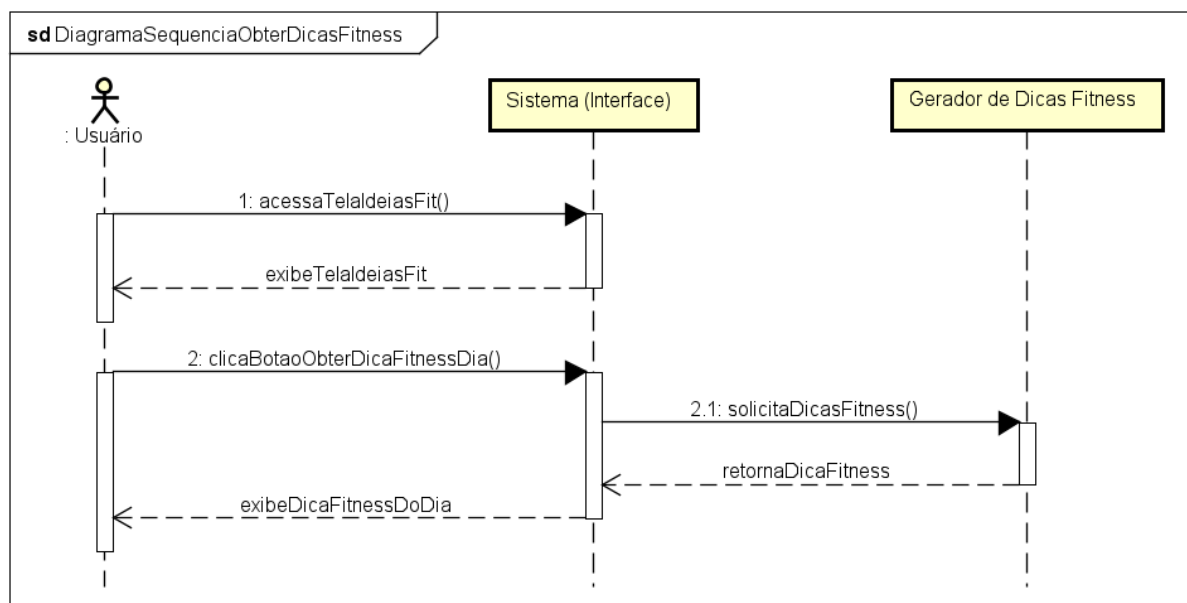 sd DiagramaSequenciaObterDicasFitness
: Usuário
Sistema (Interface)
Gerador de Dicas Fitness
1: acessaTelaIdeiasFit()
exibeTelaIdeiasFit
2: clicaBotaoObterDicaFitnessDia()
2.1: solicitaDicasFitness()
retornaDicaFitness
exibeDicaFitnessDoDia